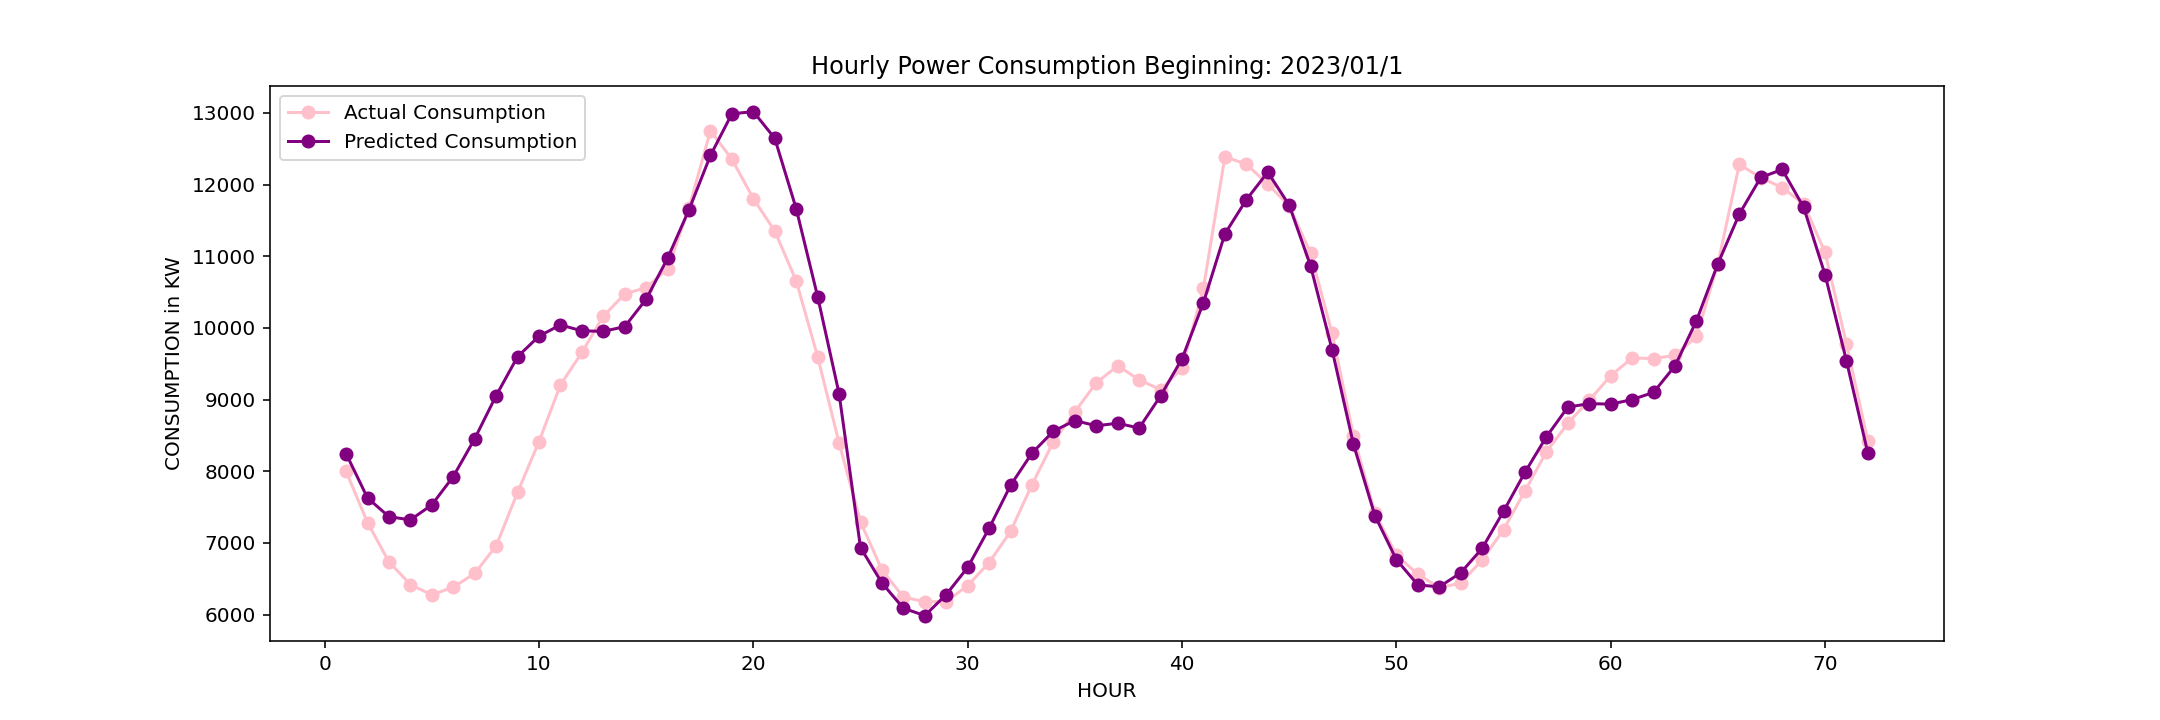 Hourly Power Consumption Beginning: 2023/01/1
Actual Consumption
Predicted Consumption
CONSUMPTION in KW
13000
12000
11000
10000
9000
8000
7000
6000
0 10 20 30 40 50 60 70
HOUR